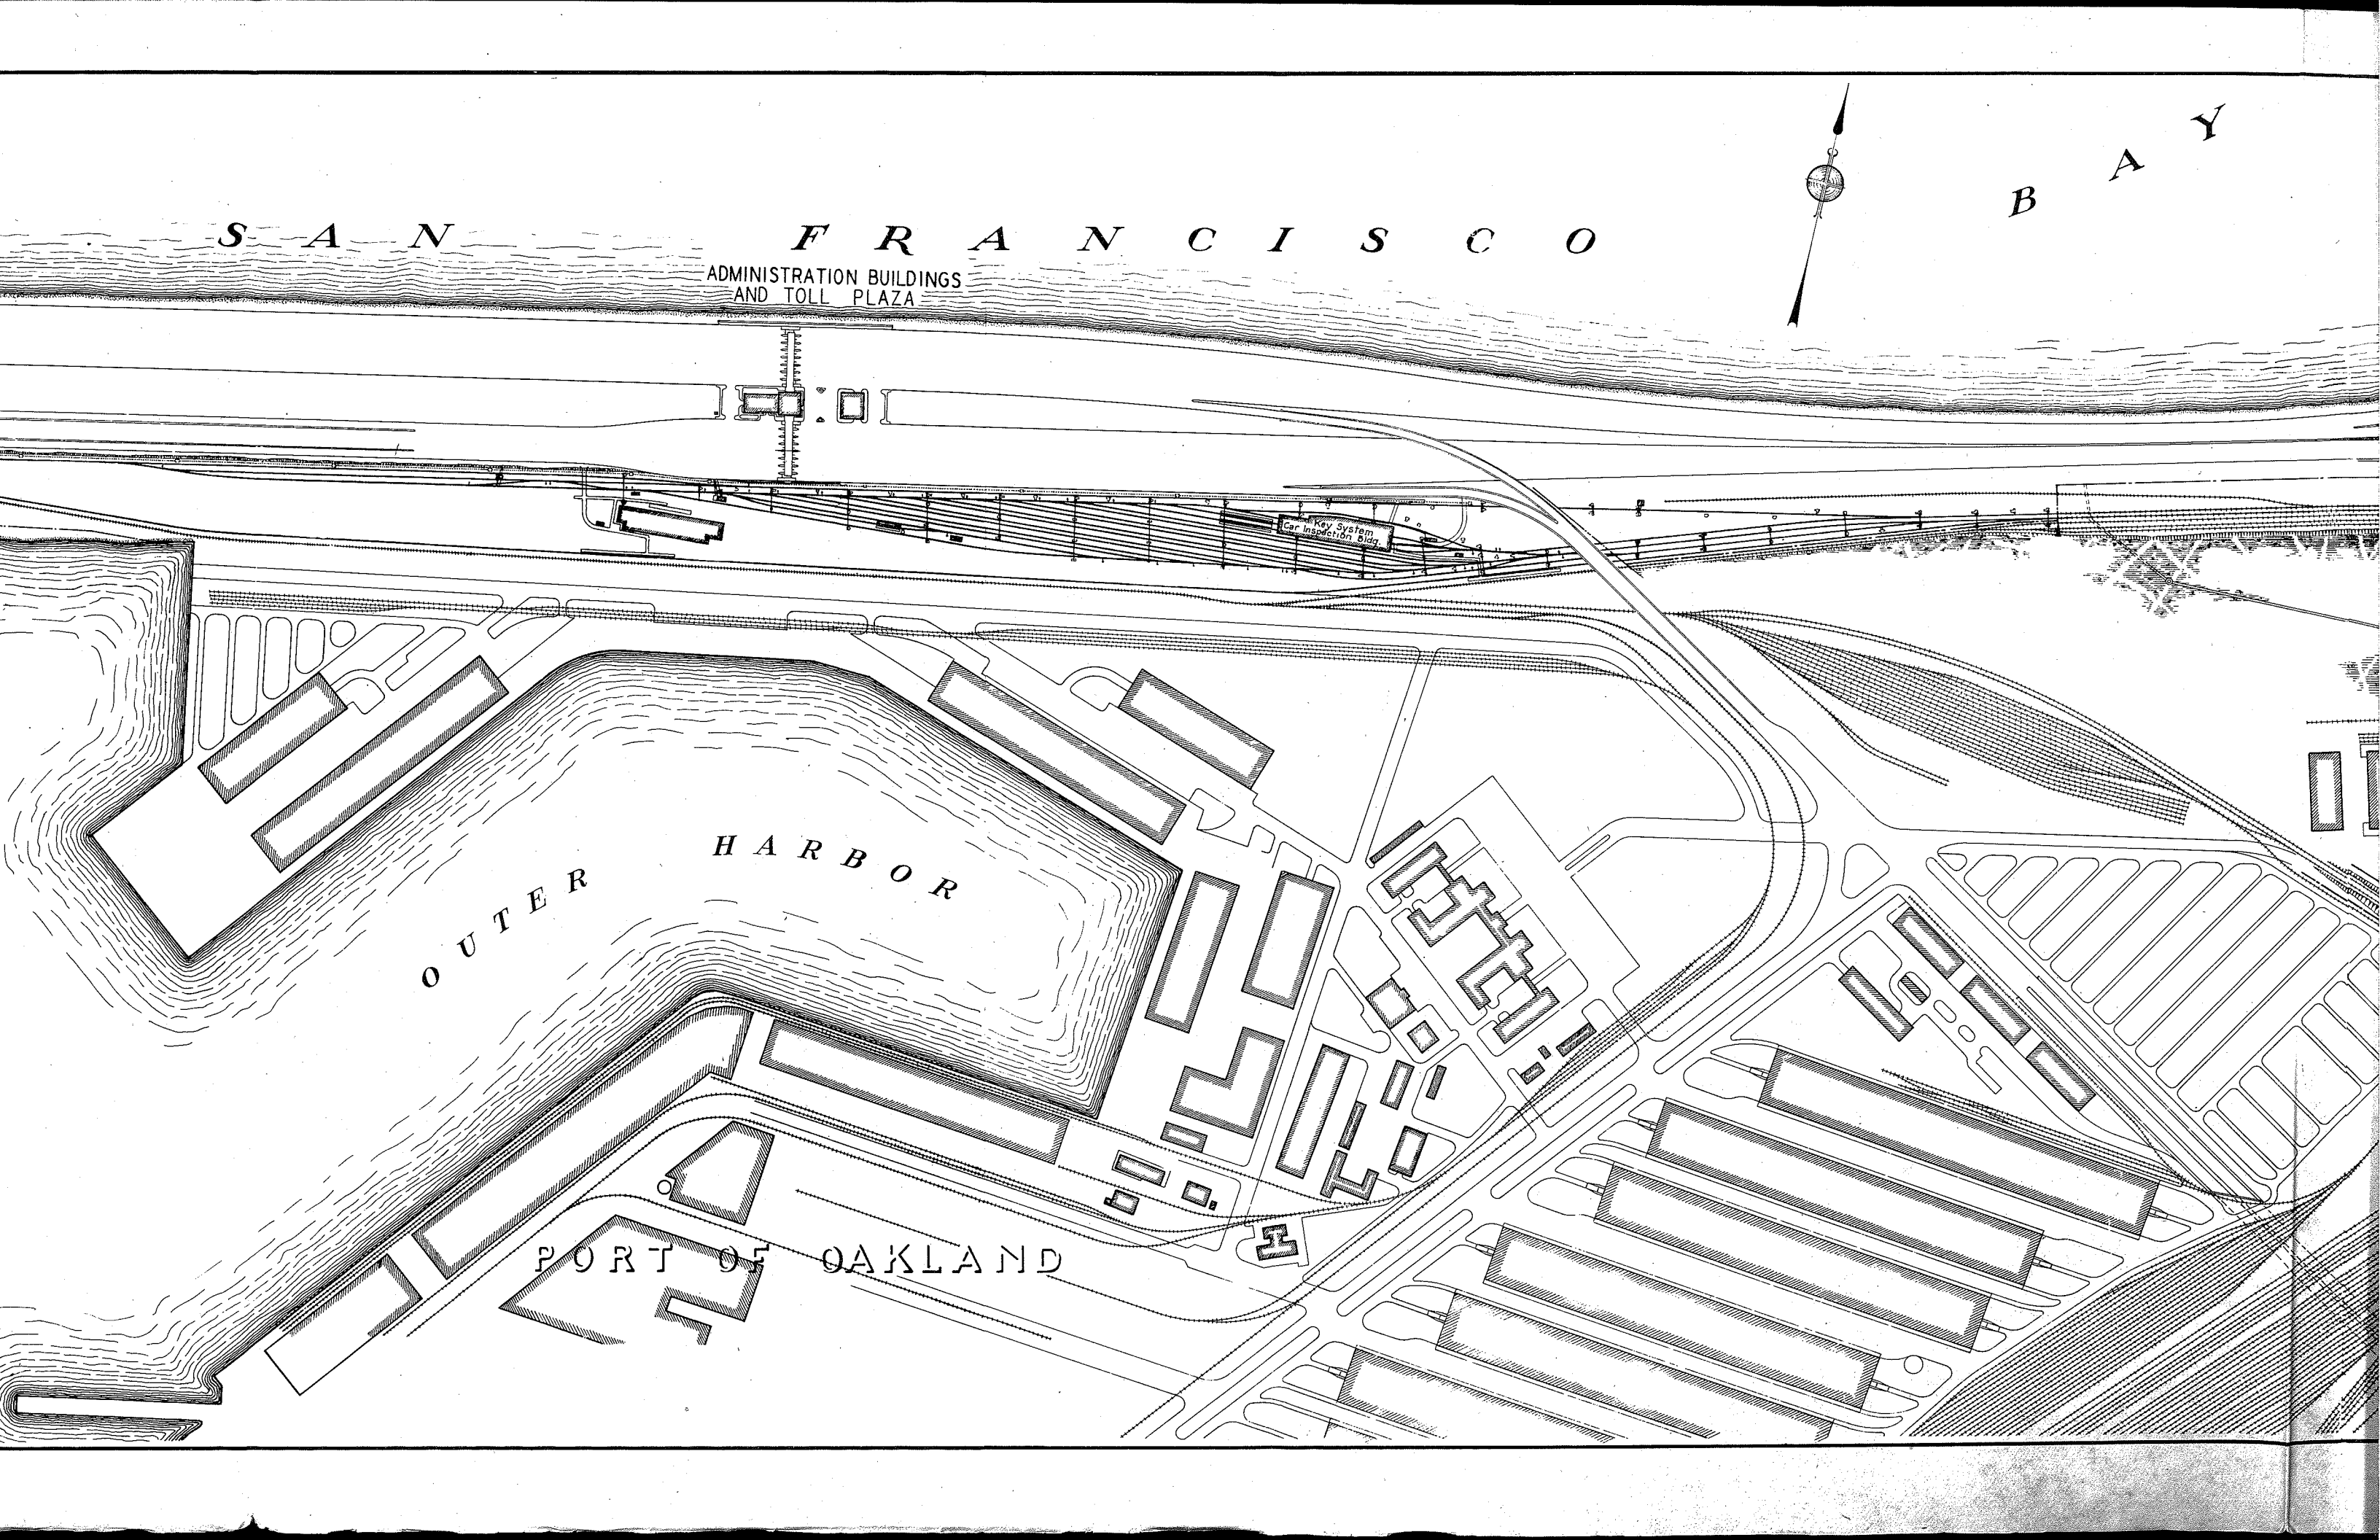 SAN FRANCISCO BAY
ADMINISTRATION BUILDINGS
AND TOLL PLAZA
Key System
Car Inspection Bldg.
OUTER HARBOR
PORT OF OAKLAND